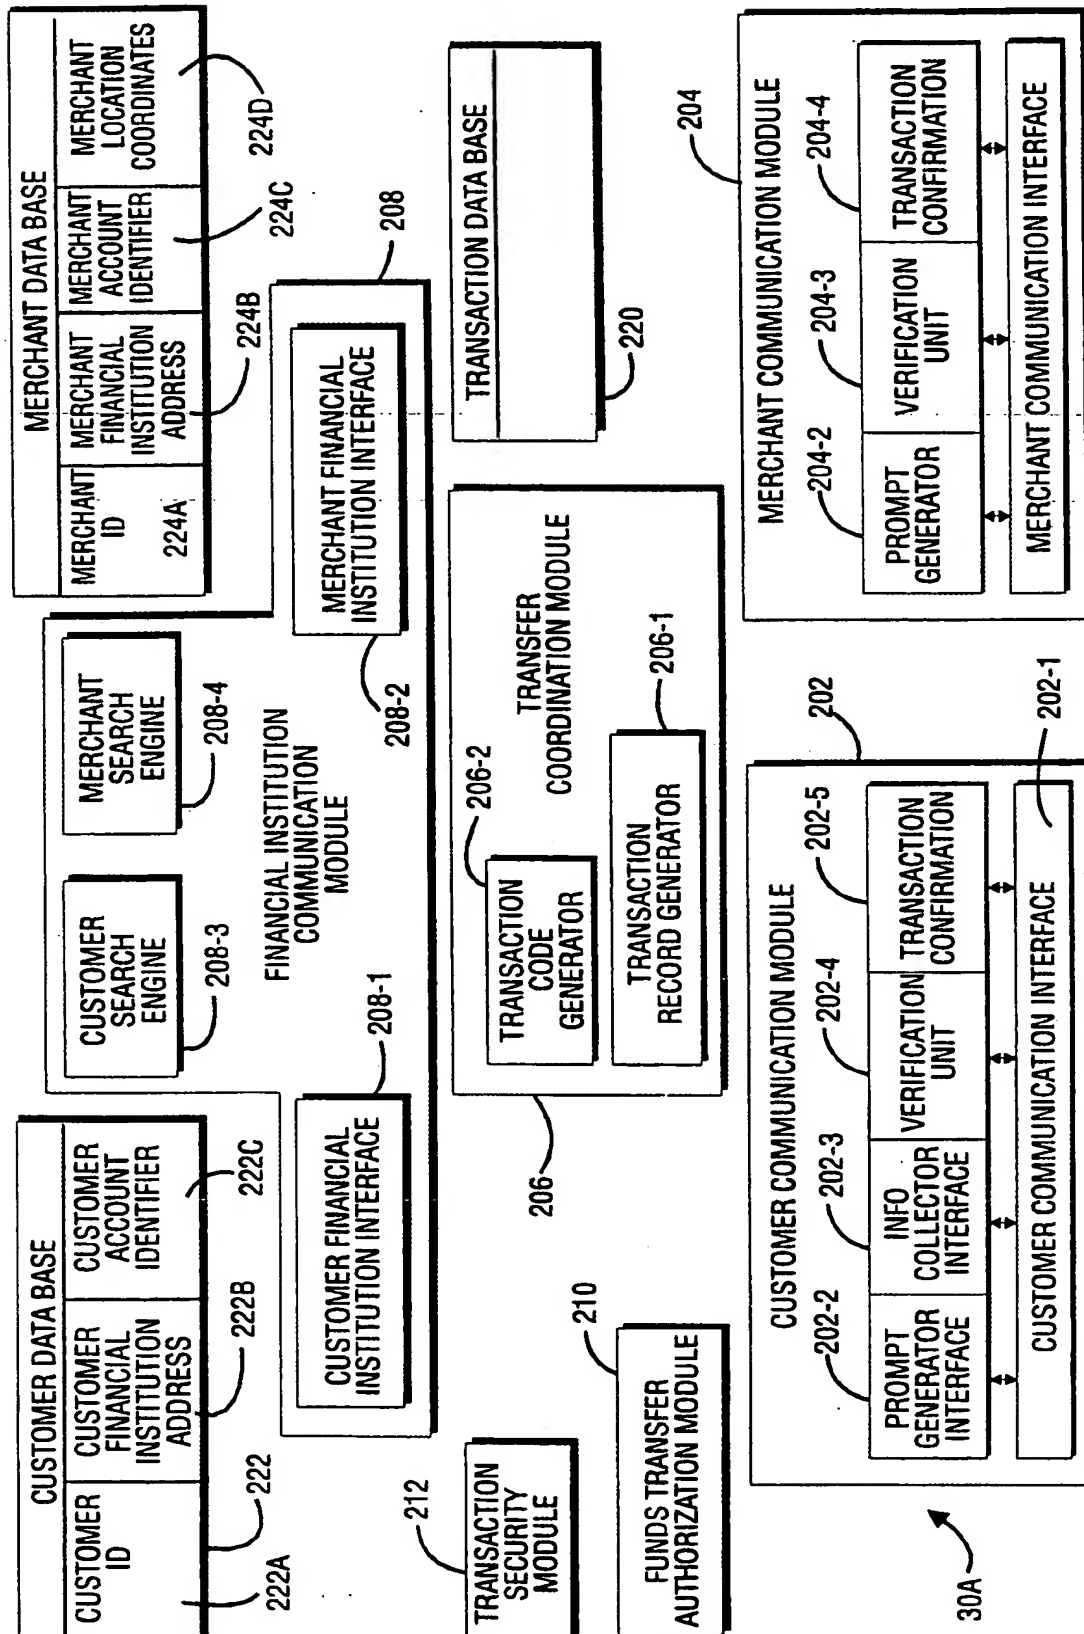 CUSTOMER DATA BASE
CUSTOMER
ID
222A
CUSTOMER
FINANCIAL
INSTITUTION
ADDRESS
222B
CUSTOMER
ACCOUNT
IDENTIFIER
222C
222
CUSTOMER
SEARCH
ENGINE
208-3
MERCHANT
SEARCH
ENGINE
208-4
FINANCIAL INSTITUTION
COMMUNICATION
MODULE
CUSTOMER FINANCIAL
INSTITUTION INTERFACE
208-1
MERCHANT FINANCIAL
INSTITUTION INTERFACE
208-2
208
MERCHANT DATA BASE
MERCHANT
ID
224A
MERCHANT
FINANCIAL
INSTITUTION
ADDRESS
224B
MERCHANT
ACCOUNT
IDENTIFIER
224C
MERCHANT
LOCATION
COORDINATES
224D
212
TRANSACTION
SECURITY
MODULE
206
TRANSACTION
CODE
GENERATOR
206-2
TRANSFER
COORDINATION MODULE
TRANSACTION
RECORD GENERATOR
206-1
TRANSACTION DATA BASE
220
210
FUNDS TRANSFER
AUTHORIZATION MODULE
30A
CUSTOMER COMMUNICATION MODULE
202
202-2
202-3
202-4
202-5
PROMPT
GENERATOR
INTERFACE
INFO
COLLECTOR
INTERFACE
VERIFICATION
UNIT
TRANSACTION
CONFIRMATION
CUSTOMER COMMUNICATION INTERFACE
202-1
MERCHANT COMMUNICATION MODULE
204
204-2
204-3
204-4
PROMPT
GENERATOR
VERIFICATION
UNIT
TRANSACTION
CONFIRMATION
MERCHANT COMMUNICATION INTERFACE